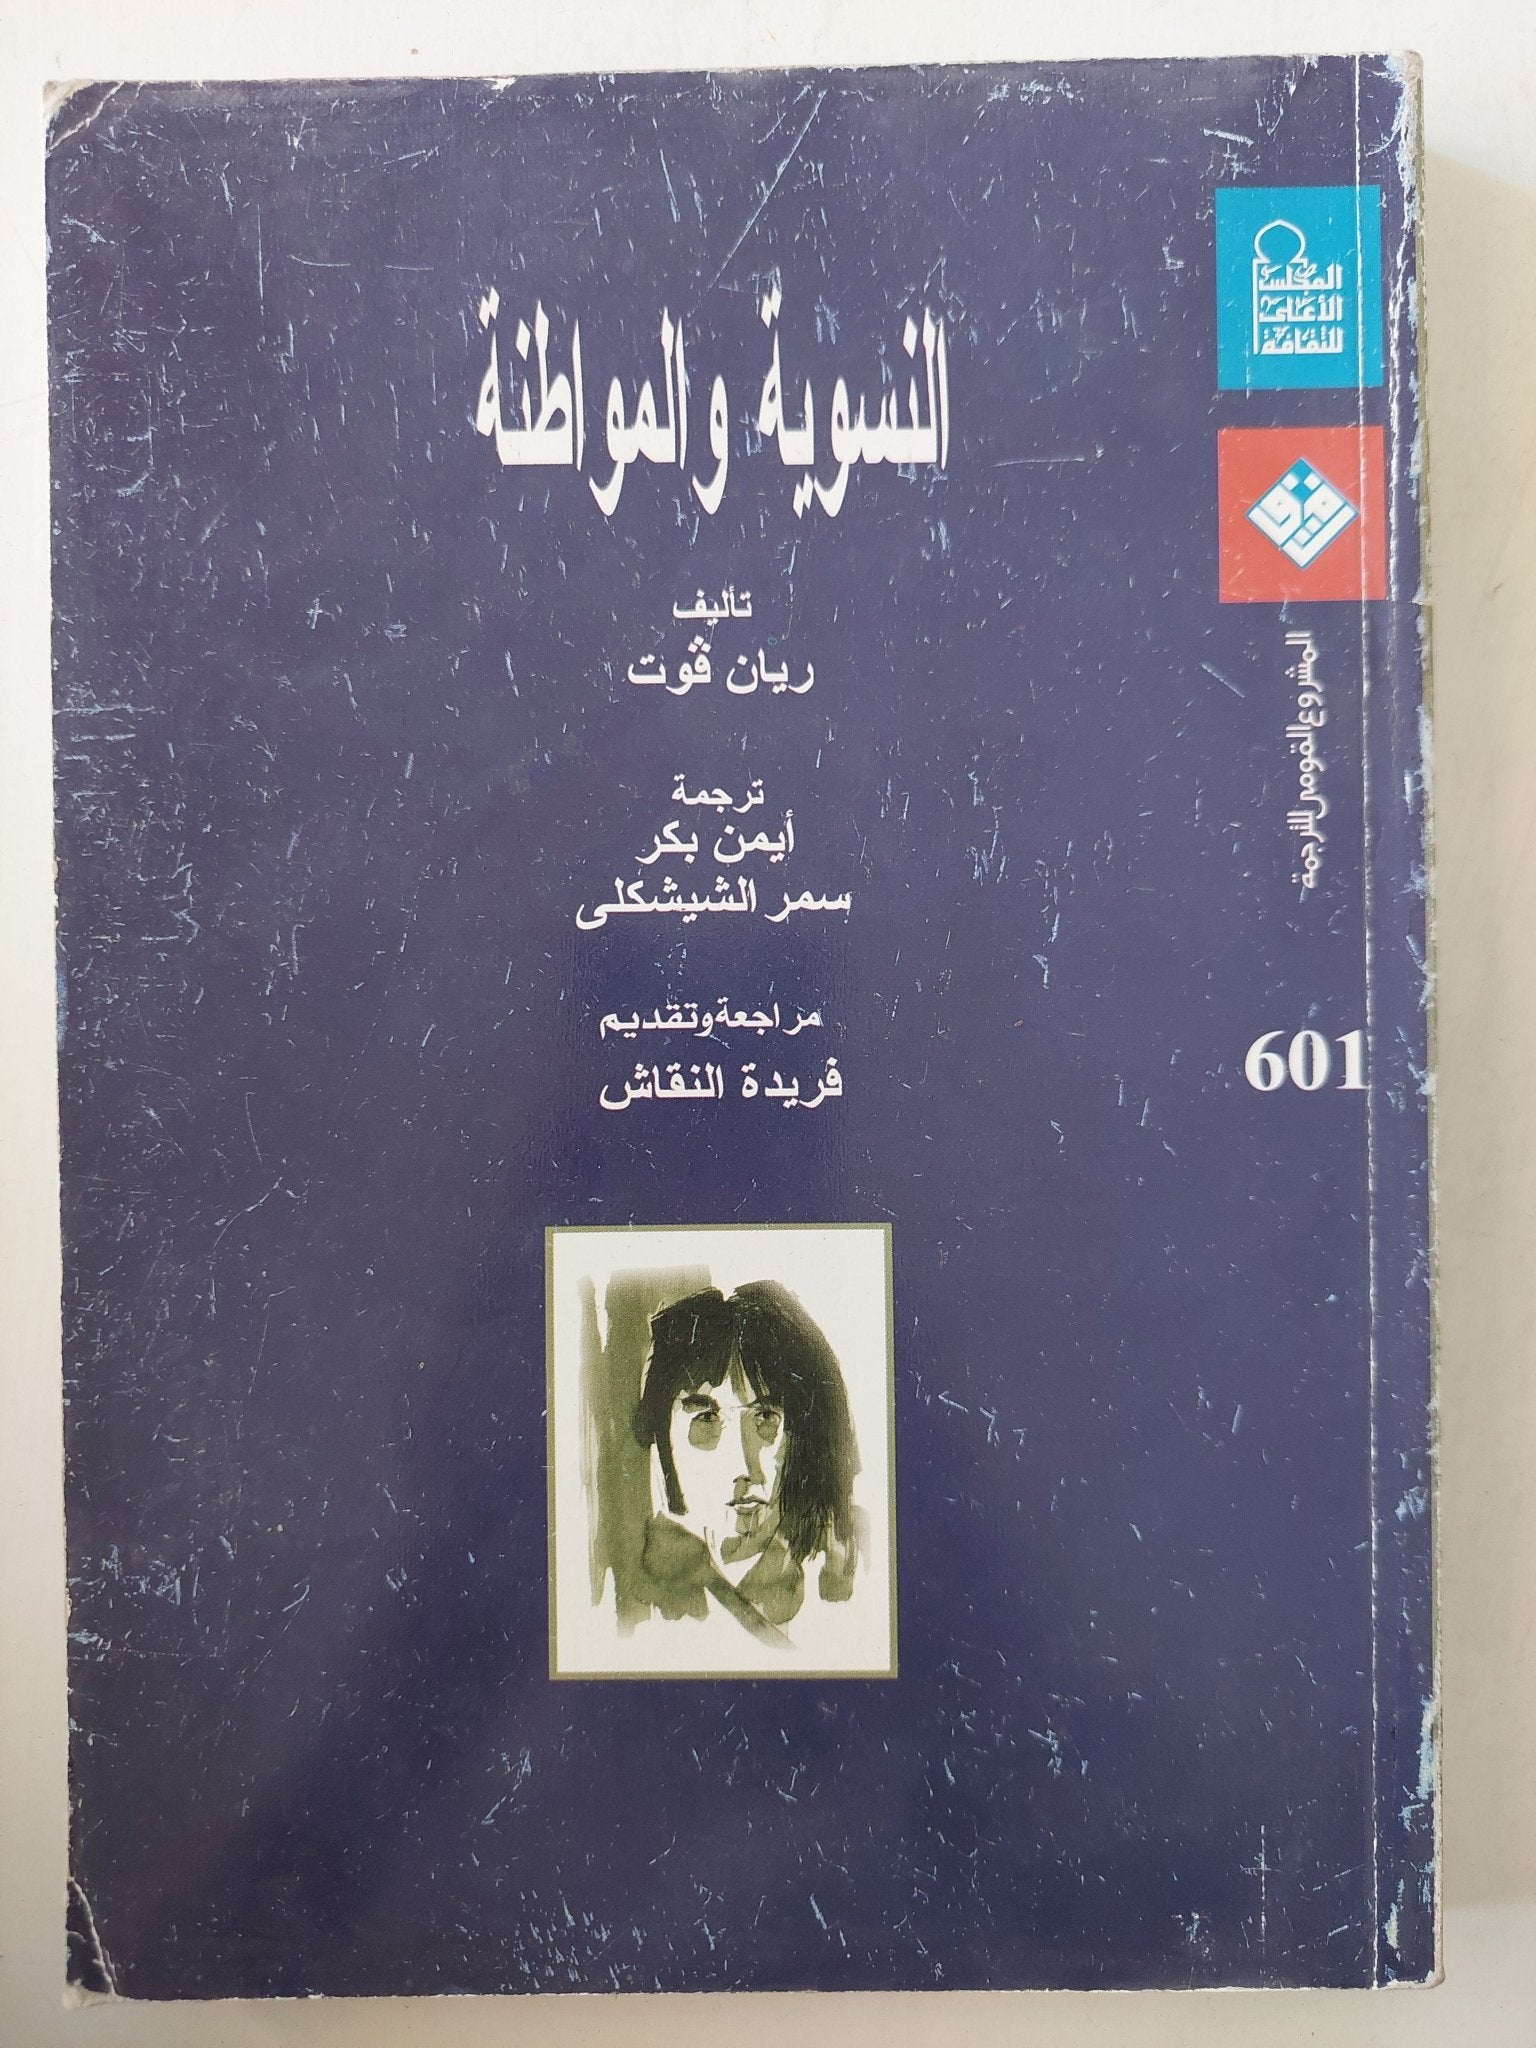 النسوية والمواطنة
تأليف
ريان ڤوت
ترجمة
أيمن بكر
سمر الشيشكلى
مراجعة وتقديم
فريدة النقاش
المجلس
الأعلى
للثقافة
المشروع القومى للترجمة
601